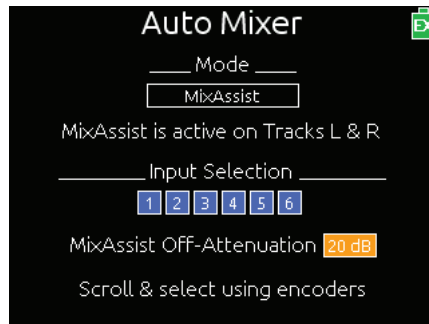 Auto Mixer
Mode
MixAssist
MixAssist is active on Tracks L & R
Input Selection
1 2 3 4 5 6
MixAssist Off-Attenuation 20 dB
Scroll & select using encoders